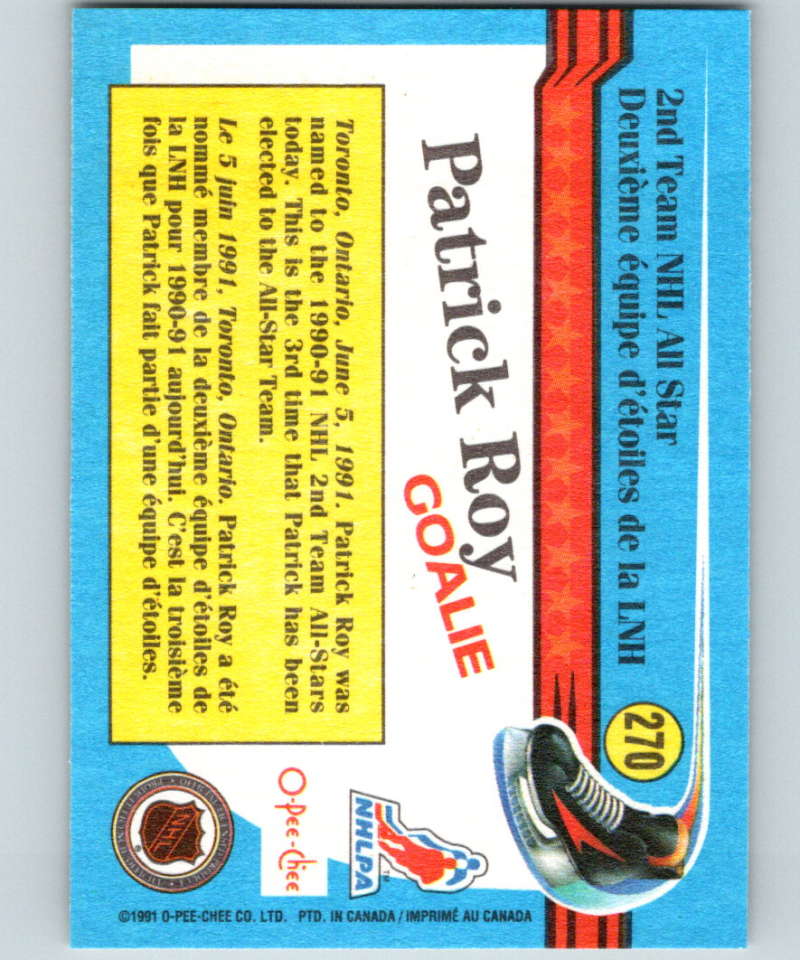 2nd Team NHL All Star
Deuxième équipe d'étoiles de la LNH
270
Patrick Roy
GOALIE
Toronto, Ontario, June 5, 1991. Patrick Roy was
named to the 1990-91 NHL 2nd Team All-Stars
today. This is the 3rd time that Patrick has been
elected to the All-Star Team.
Le 5 juin 1991, Toronto, Ontario. Patrick Roy a été
nommé membre de la deuxième équipe d'étoiles de
la LNH pour 1990-91 aujourd'hui. C'est la troisième
fois que Patrick fait partie d'une équipe d'étoiles.
NHLPA
TM
O-Pee-Chee
NHL
©1991 O-PEE-CHEE CO. LTD. PTD. IN CANADA / IMPRIMÉ AU CANADA